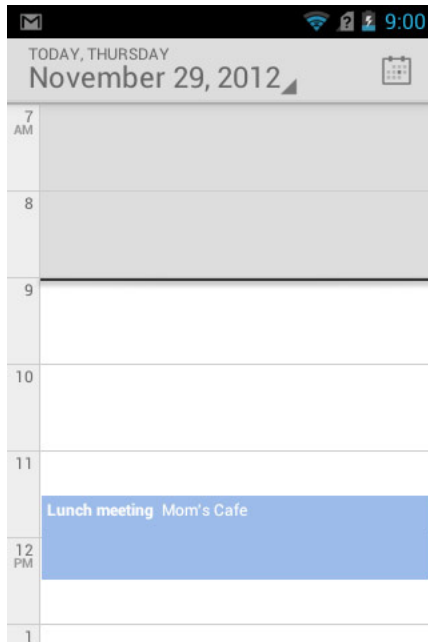 9:00
TODAY, THURSDAY
November 29, 2012
7
AM
8
9
10
11
Lunch meeting Mom's Cafe
12
PM
1